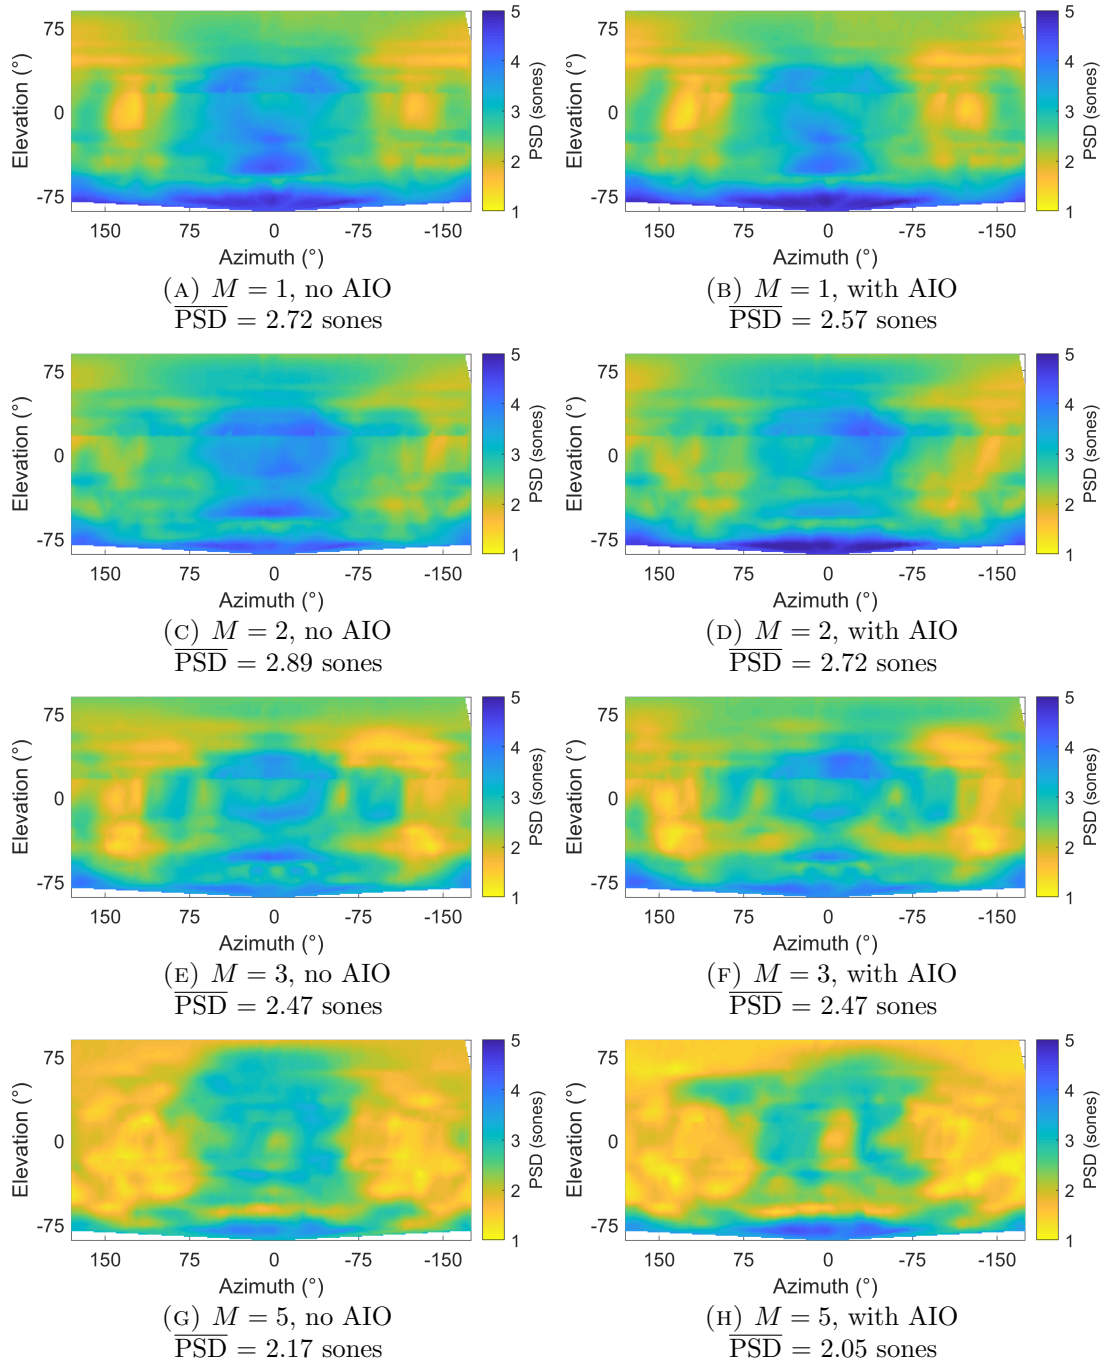 75
0
-75
Elevation (°)
150 75 0 -75 -150
Azimuth (°)
5
4
3
2
1
PSD (sones)
(A) M = 1, no AIO
PSD = 2.72 sones
75
0
-75
Elevation (°)
150 75 0 -75 -150
Azimuth (°)
5
4
3
2
1
PSD (sones)
(B) M = 1, with AIO
PSD = 2.57 sones
75
0
-75
Elevation (°)
150 75 0 -75 -150
Azimuth (°)
5
4
3
2
1
PSD (sones)
(C) M = 2, no AIO
PSD = 2.89 sones
75
0
-75
Elevation (°)
150 75 0 -75 -150
Azimuth (°)
5
4
3
2
1
PSD (sones)
(D) M = 2, with AIO
PSD = 2.72 sones
75
0
-75
Elevation (°)
150 75 0 -75 -150
Azimuth (°)
5
4
3
2
1
PSD (sones)
(E) M = 3, no AIO
PSD = 2.47 sones
75
0
-75
Elevation (°)
150 75 0 -75 -150
Azimuth (°)
5
4
3
2
1
PSD (sones)
(F) M = 3, with AIO
PSD = 2.47 sones
75
0
-75
Elevation (°)
150 75 0 -75 -150
Azimuth (°)
5
4
3
2
1
PSD (sones)
(G) M = 5, no AIO
PSD = 2.17 sones
75
0
-75
Elevation (°)
150 75 0 -75 -150
Azimuth (°)
5
4
3
2
1
PSD (sones)
(H) M = 5, with AIO
PSD = 2.05 sones